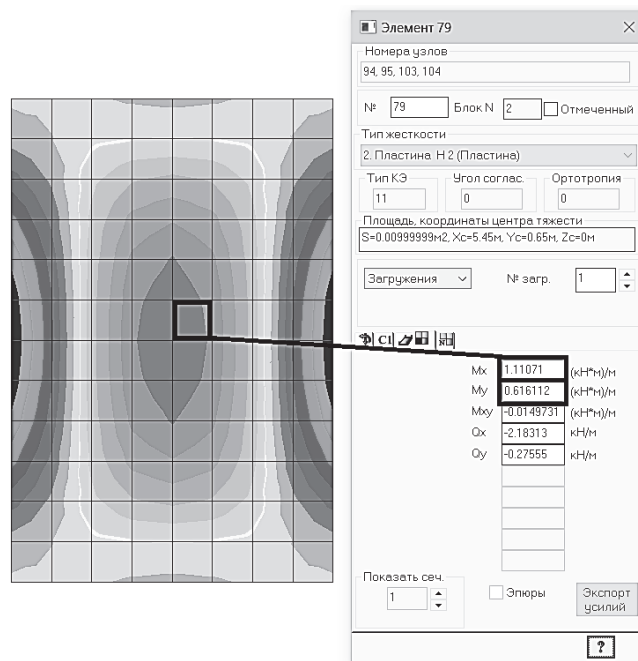 Элемент 79
Номера узлов
94, 95, 103, 104
№ 79 Блок N 2 Отмеченный
Тип жесткости
2. Пластина H 2 (Пластина)
Тип КЭ Угол соглас. Ортотропия
11 0 0
Площадь, координаты центра тяжести
S=0.00999999м2, Xc=5.45м, Yc=0.65м, Zc=0м
Загружения № загр. 1
C1
Mx 1.11071 (кН*м)/м
My 0.616112 (кН*м)/м
Mxy -0.0149731 (кН*м)/м
Qx -2.18313 кН/м
Qy -0.27555 кН/м
Показать сеч.
1 Эпюры Экспорт
усилий
?